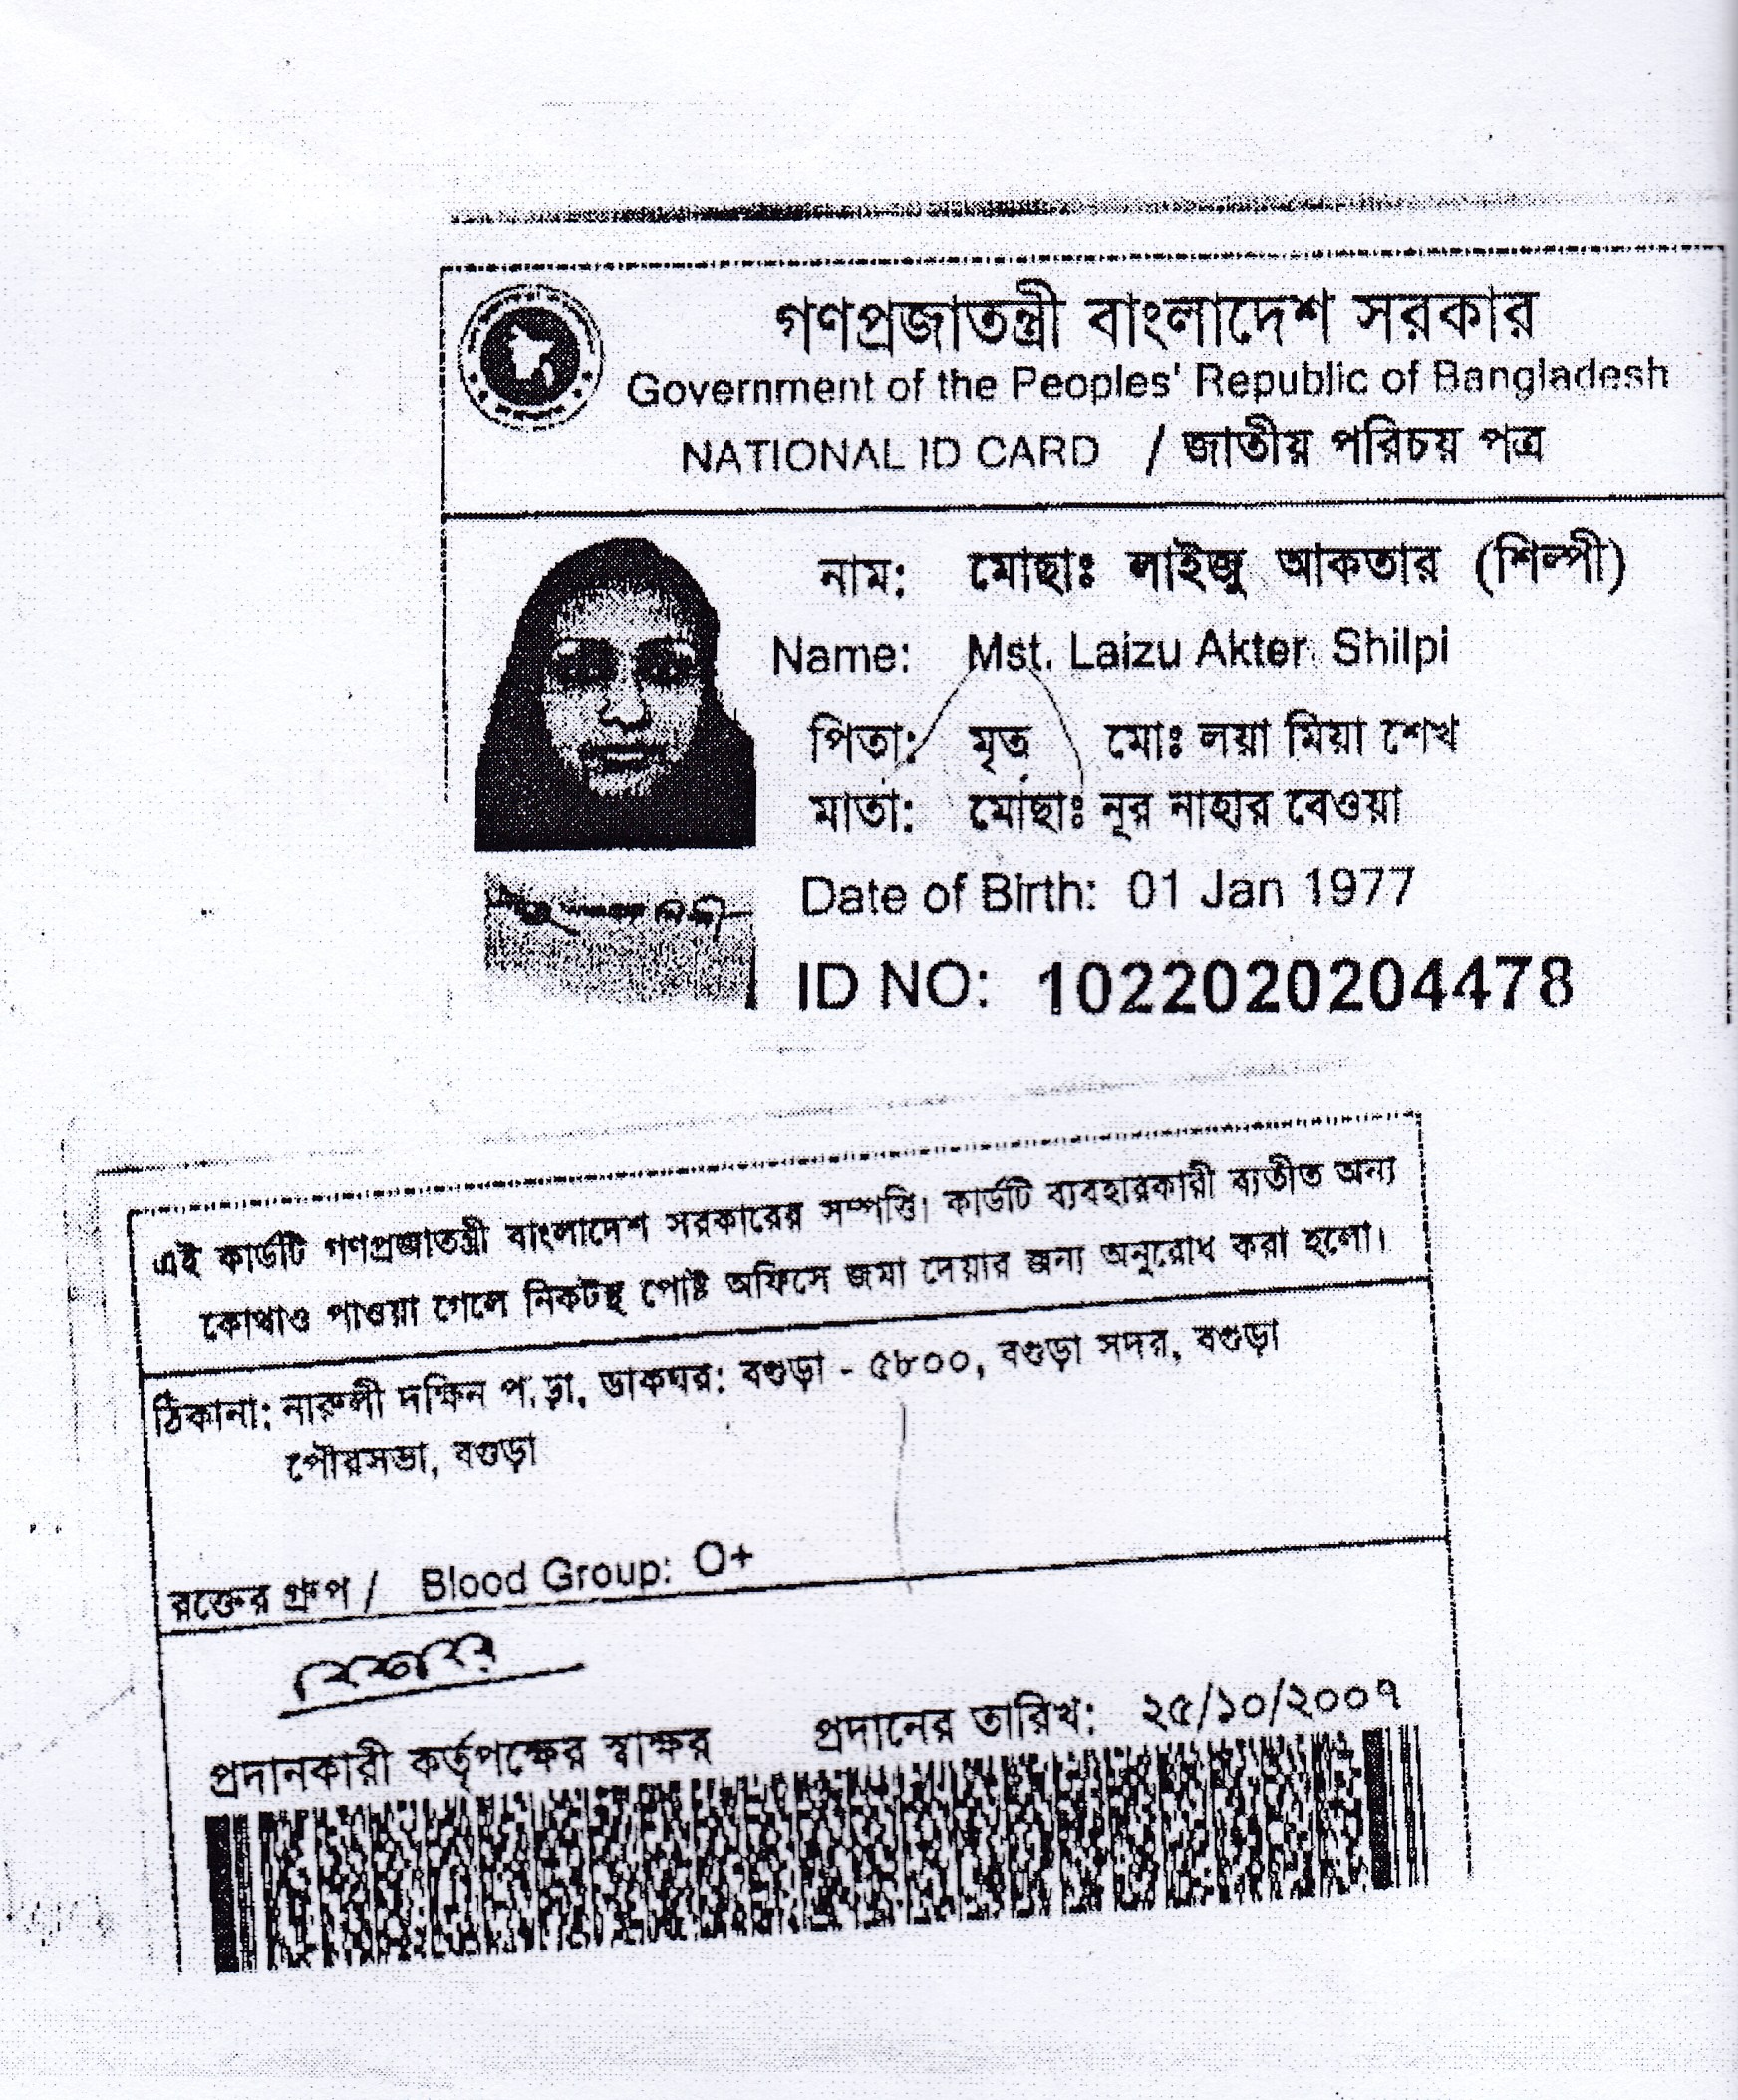 গণপ্রজাতন্ত্রী বাংলাদেশ সরকার
Government of the Peoples' Republic of Bangladesh
NATIONAL ID CARD / জাতীয় পরিচয় পত্র
নাম: মোছাঃ লাইজু আকতার (শিল্পী)
Name: Mst. Laizu Akter Shilpi
পিতা: মৃত মোঃ লয়া মিয়া শেখ
মাতা: মোছাঃ নূর নাহার বেওয়া
Date of Birth: 01 Jan 1977
ID NO: 1022020204478
এই কার্ডটি গণপ্রজাতন্ত্রী বাংলাদেশ সরকারের সম্পত্তি। কার্ডটি ব্যবহারকারী ব্যতীত অন্য
কোথাও পাওয়া গেলে নিকটস্থ পোষ্ট অফিসে জমা দেয়ার জন্য অনুরোধ করা হলো।
ঠিকানা: নারুলী দক্ষিন পাড়া, ডাকঘর: বগুড়া - ৫৮০০, বগুড়া সদর, বগুড়া
পৌরসভা, বগুড়া
রক্তের গ্রুপ / Blood Group: O+
প্রদানকারী কর্তৃপক্ষের স্বাক্ষর প্রদানের তারিখ: ২৫/১০/২০০৭